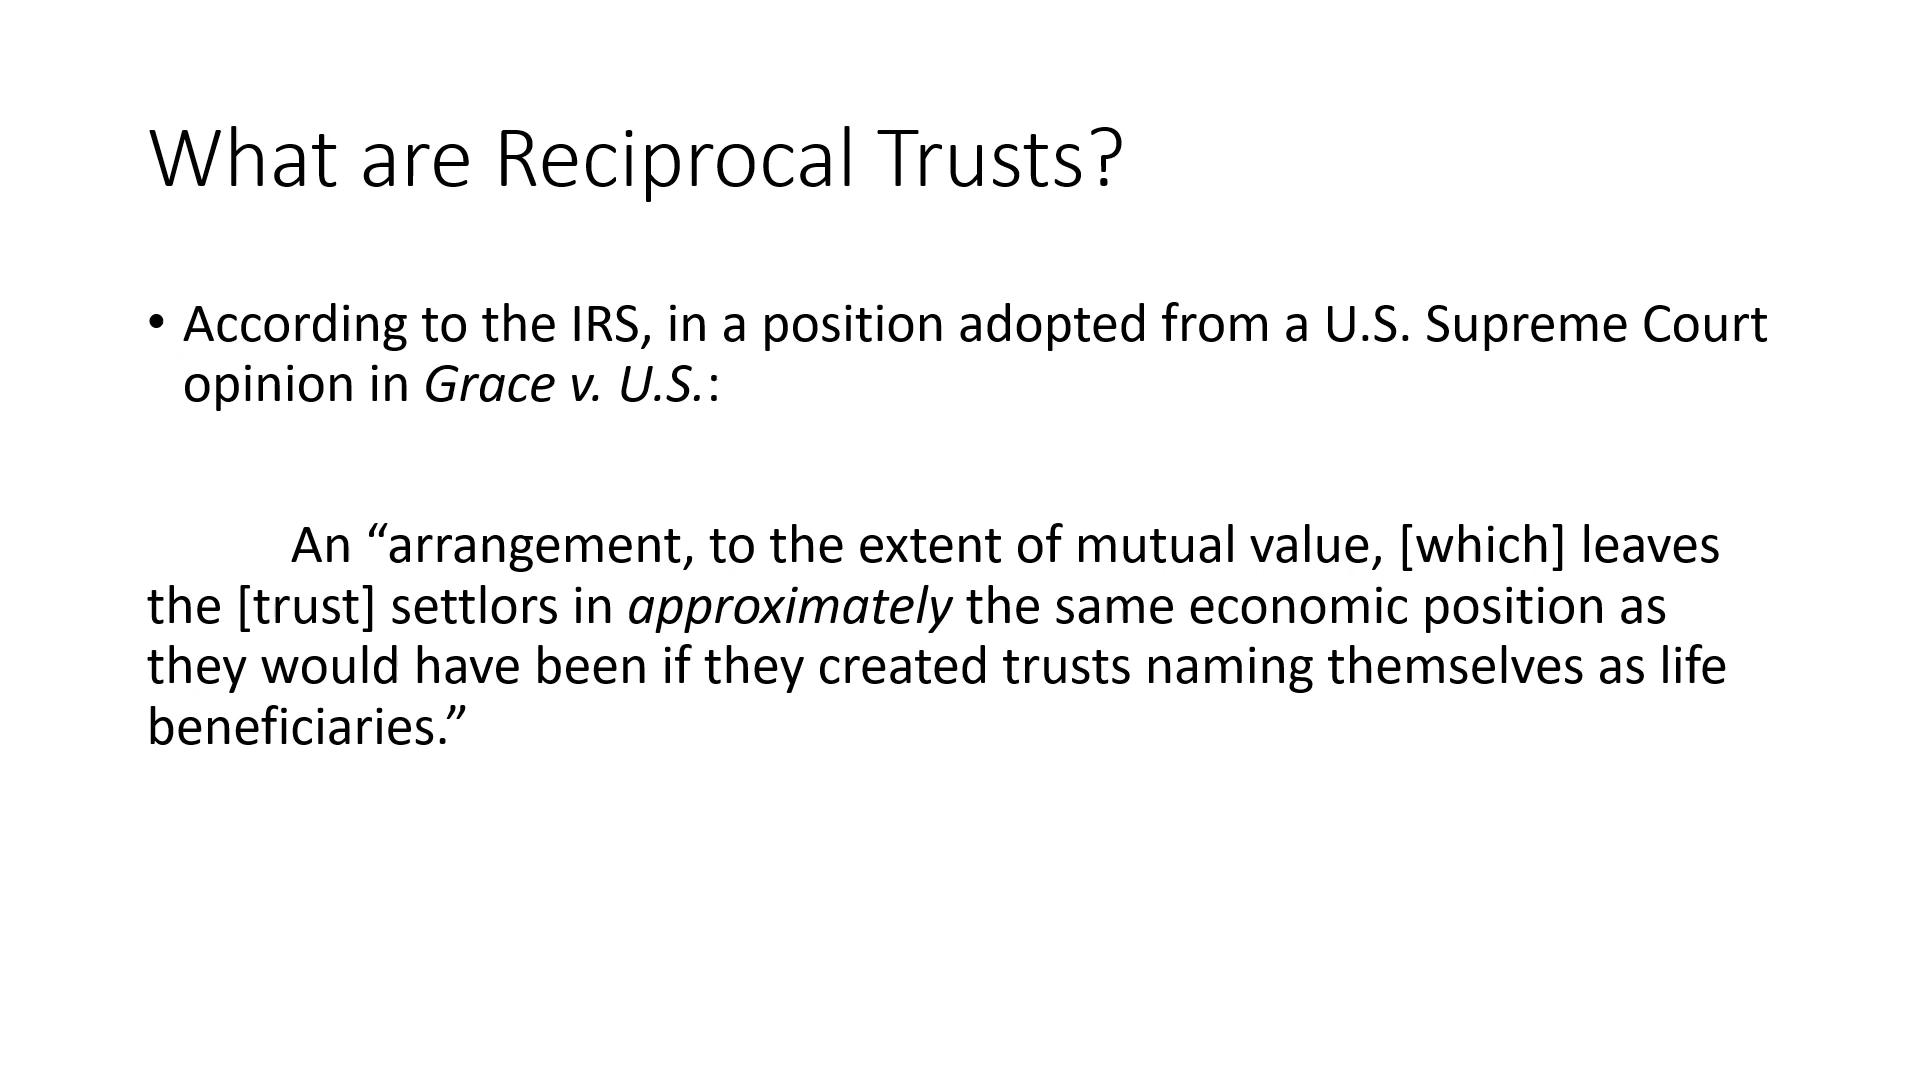 What are Reciprocal Trusts?
• According to the IRS, in a position adopted from a U.S. Supreme Court
opinion in Grace v. U.S.:
An “arrangement, to the extent of mutual value, [which] leaves
the [trust] settlors in approximately the same economic position as
they would have been if they created trusts naming themselves as life
beneficiaries.”